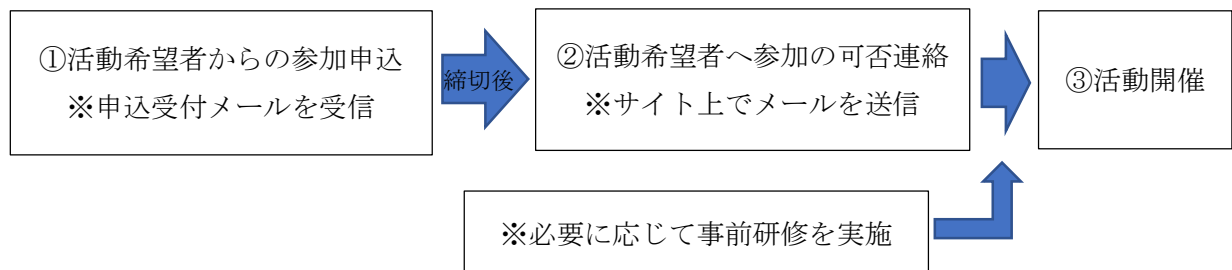 ①活動希望者からの参加申込
※申込受付メールを受信
締切後
②活動希望者へ参加の可否連絡
※サイト上でメールを送信
③活動開催
※必要に応じて事前研修を実施